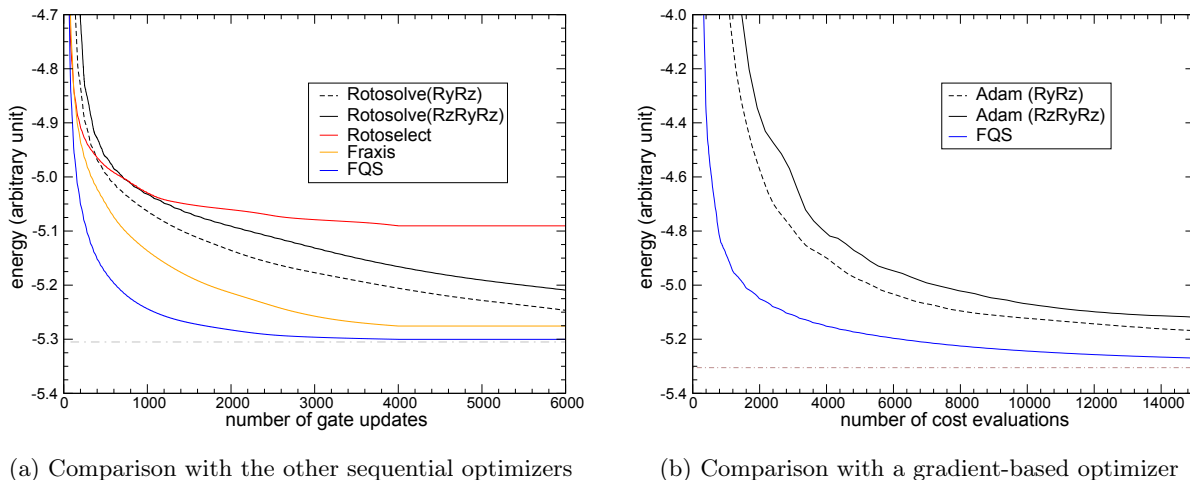 -4.7
-4.8
-4.9
-5.0
-5.1
-5.2
-5.3
-5.4
energy (arbitrary unit)
Rotosolve(RyRz)
Rotosolve(RzRyRz)
Rotoselect
Fraxis
FQS
0 1000 2000 3000 4000 5000 6000
number of gate updates
(a) Comparison with the other sequential optimizers
-4.0
-4.2
-4.4
-4.6
-4.8
-5.0
-5.2
-5.4
energy (arbitrary unit)
Adam (RyRz)
Adam (RzRyRz)
FQS
0 2000 4000 6000 8000 10000 12000 14000
number of cost evaluations
(b) Comparison with a gradient-based optimizer